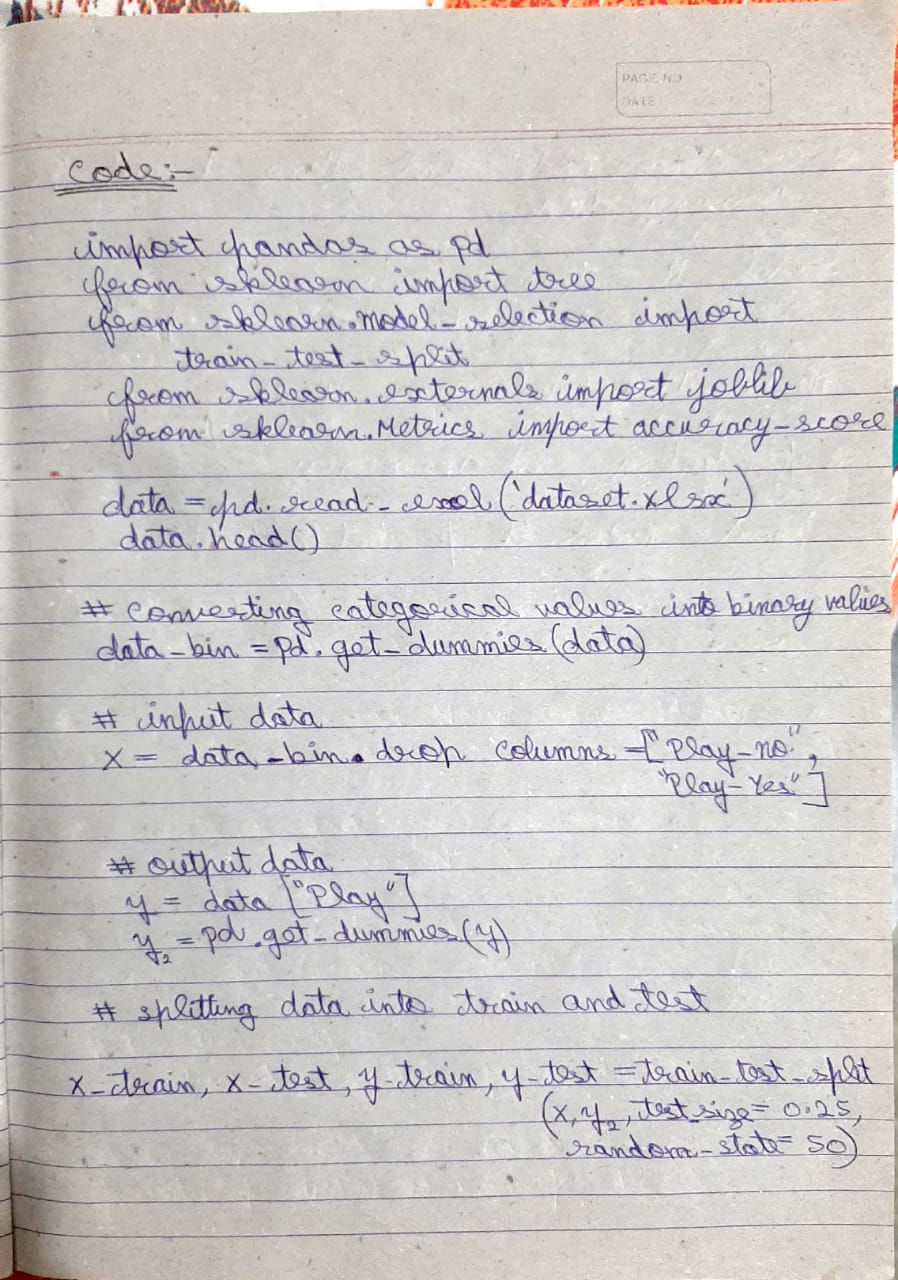 PAGE NO
DATE
Code:-
import pandas as pd
from sklearn import tree
from sklearn.model_selection import
train_test_split
from sklearn.externals import joblib
from sklearn.Metrics import accuracy_score
data = pd.read_excel('dataset.xlsx')
data.head()
# converting categorical values into binary values
data_bin = pd.get_dummies(data)
# input data
x = data_bin.drop columns =["Play_no",
"Play_Yes"]
# output data
y = data ["Play"]
y₂ = pd.get_dummies(y)
# splitting data into train and test
x_train, x_test, y_train, y_test = train_test_split
(x, y₂, test_size = 0.25,
random_state = 50)